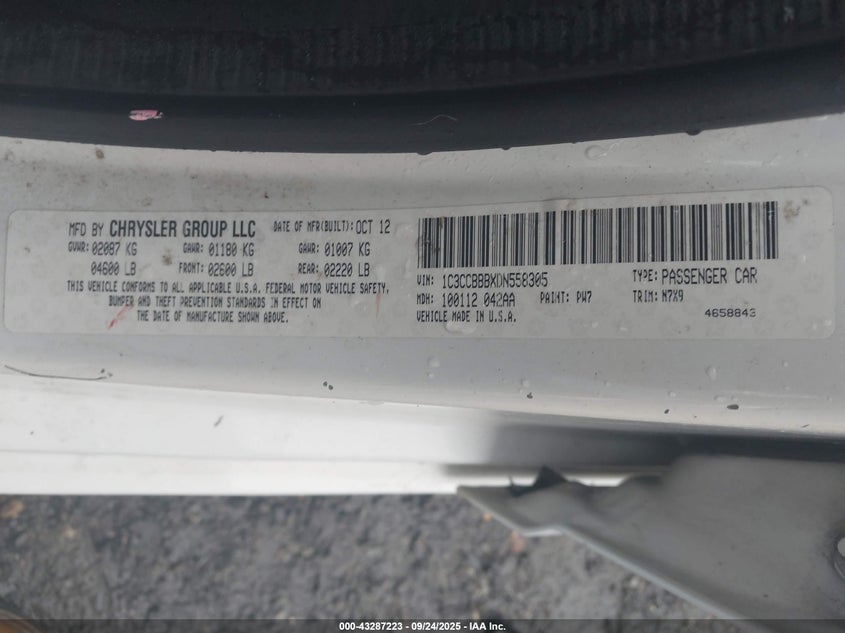 MFD BY CHRYSLER GROUP LLC DATE OF MFR(BUILT): OCT 12
GVWR: 02087 KG GAWR: 01180 KG GAWR: 01007 KG
04600 LB FRONT: 02600 LB REAR: 02220 LB
THIS VEHICLE CONFORMS TO ALL APPLICABLE U.S.A. FEDERAL MOTOR VEHICLE SAFETY,
BUMPER AND THEFT PREVENTION STANDARDS IN EFFECT ON
THE DATE OF MANUFACTURE SHOWN ABOVE.
VIN: 1C3CCBBBXDN558305 TYPE: PASSENGER CAR
MDH: 100112 042AA PAINT: PW7 TRIM: N7X9
VEHICLE MADE IN U.S.A. 4658843
000-43287223 - 09/24/2025 - IAA Inc.